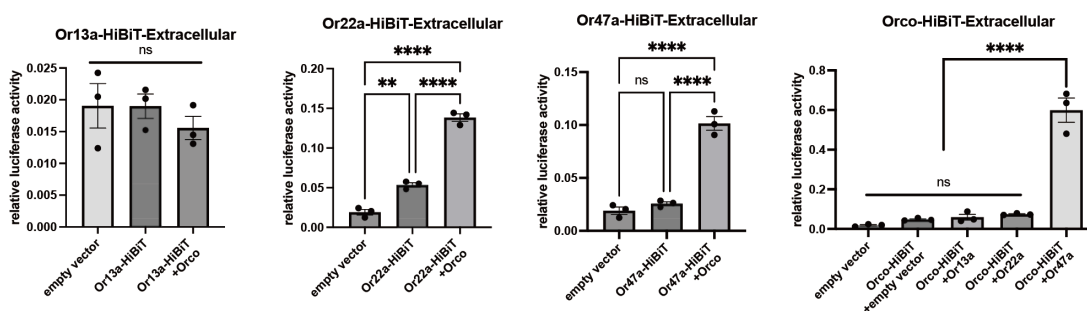 Or13a-HiBiT-Extracellular
ns
relative luciferase activity
0.025
0.020
0.015
0.010
0.005
0.000
empty vector
Or13a-HiBiT
Or13a-HiBiT
+Orco
Or22a-HiBiT-Extracellular
****
** ****
relative luciferase activity
0.20
0.15
0.10
0.05
0.00
empty vector
Or22a-HiBiT
Or22a-HiBiT
+Orco
Or47a-HiBiT-Extracellular
****
ns ****
relative luciferase activity
0.15
0.10
0.05
0.00
empty vector
Or47a-HiBiT
Or47a-HiBiT
+Orco
Orco-HiBiT-Extracellular
****
ns
relative luciferase activity
0.8
0.6
0.4
0.2
0.0
empty vector
Orco-HiBiT
+empty vector
Orco-HiBiT
+Or13a
Orco-HiBiT
+Or22a
Orco-HiBiT
+Or47a